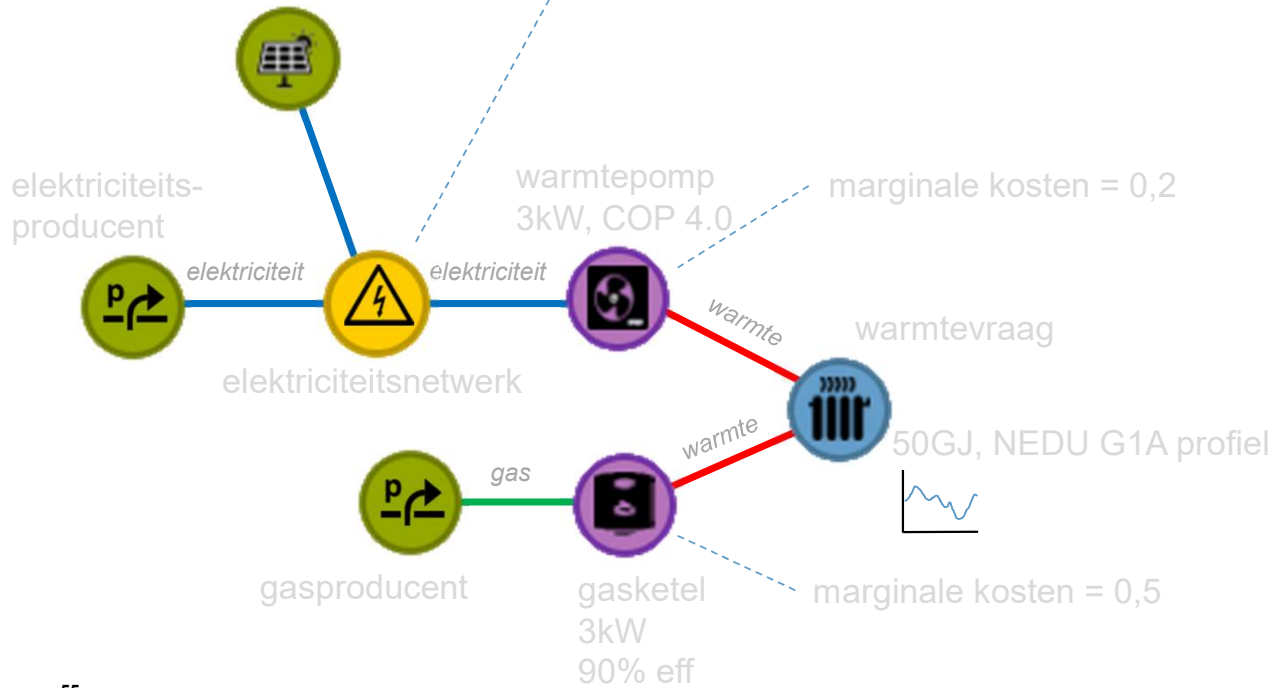 elektriciteits-
producent
p
elektriciteit
elektriciteit
elektriciteitsnetwerk
warmtepomp
3kW, COP 4.0
marginale kosten = 0,2
warmte
warmtevraag
warmte
50GJ, NEDU G1A profiel
p
gas
gasproducent
gasketel
3kW
90% eff
marginale kosten = 0,5